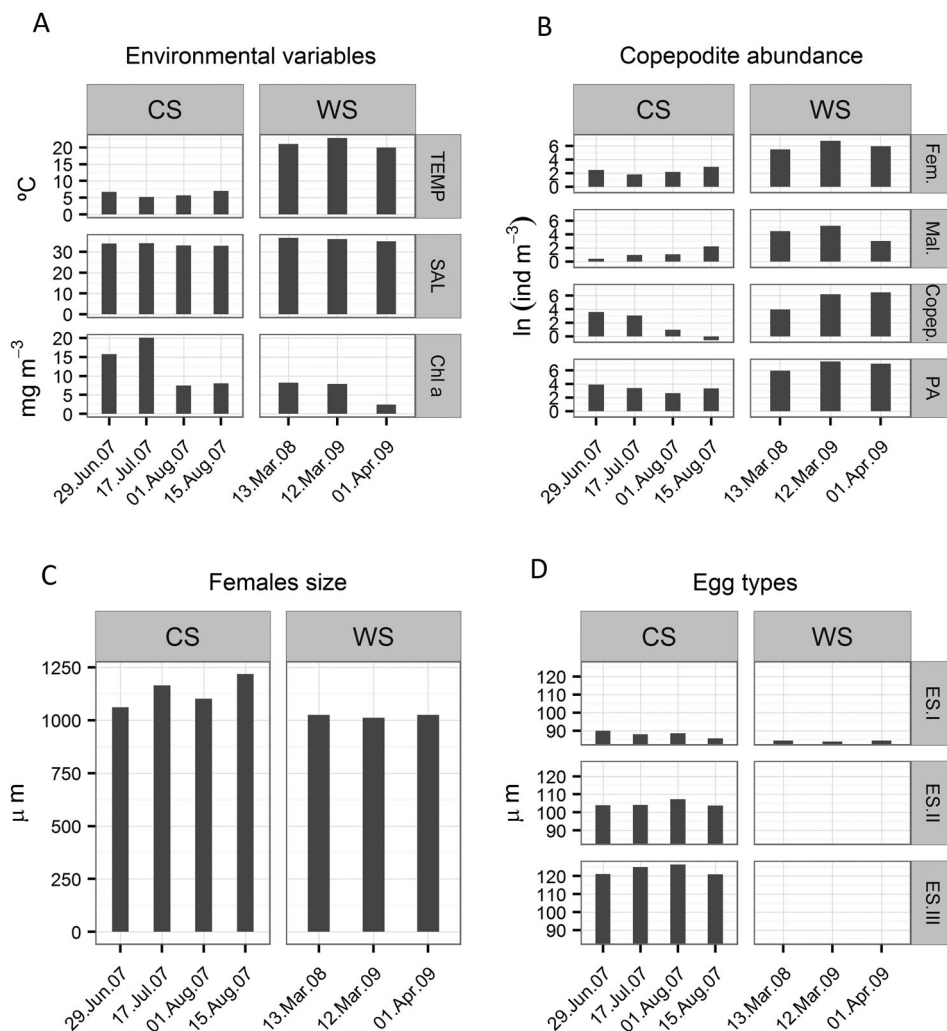 A
Environmental variables
CS
WS
20
15
10
5
0
ºC
TEMP
30
20
10
0
SAL
20
15
10
5
0
mg m⁻³
Chl a
29.Jun.07
17.Jul.07
01.Aug.07
15.Aug.07
13.Mar.08
12.Mar.09
01.Apr.09
B
Copepodite abundance
CS
WS
ln (ind m⁻³)
6
4
2
0
Fem.
6
4
2
0
Mal.
6
4
2
0
Copep.
6
4
2
0
PA
29.Jun.07
17.Jul.07
01.Aug.07
15.Aug.07
13.Mar.08
12.Mar.09
01.Apr.09
C
Females size
CS
WS
1250
1000
750
500
250
0
μ m
29.Jun.07
17.Jul.07
01.Aug.07
15.Aug.07
13.Mar.08
12.Mar.09
01.Apr.09
D
Egg types
CS
WS
μ m
120
110
100
90
ES.I
120
110
100
90
ES.II
120
110
100
90
ES.III
29.Jun.07
17.Jul.07
01.Aug.07
15.Aug.07
13.Mar.08
12.Mar.09
01.Apr.09